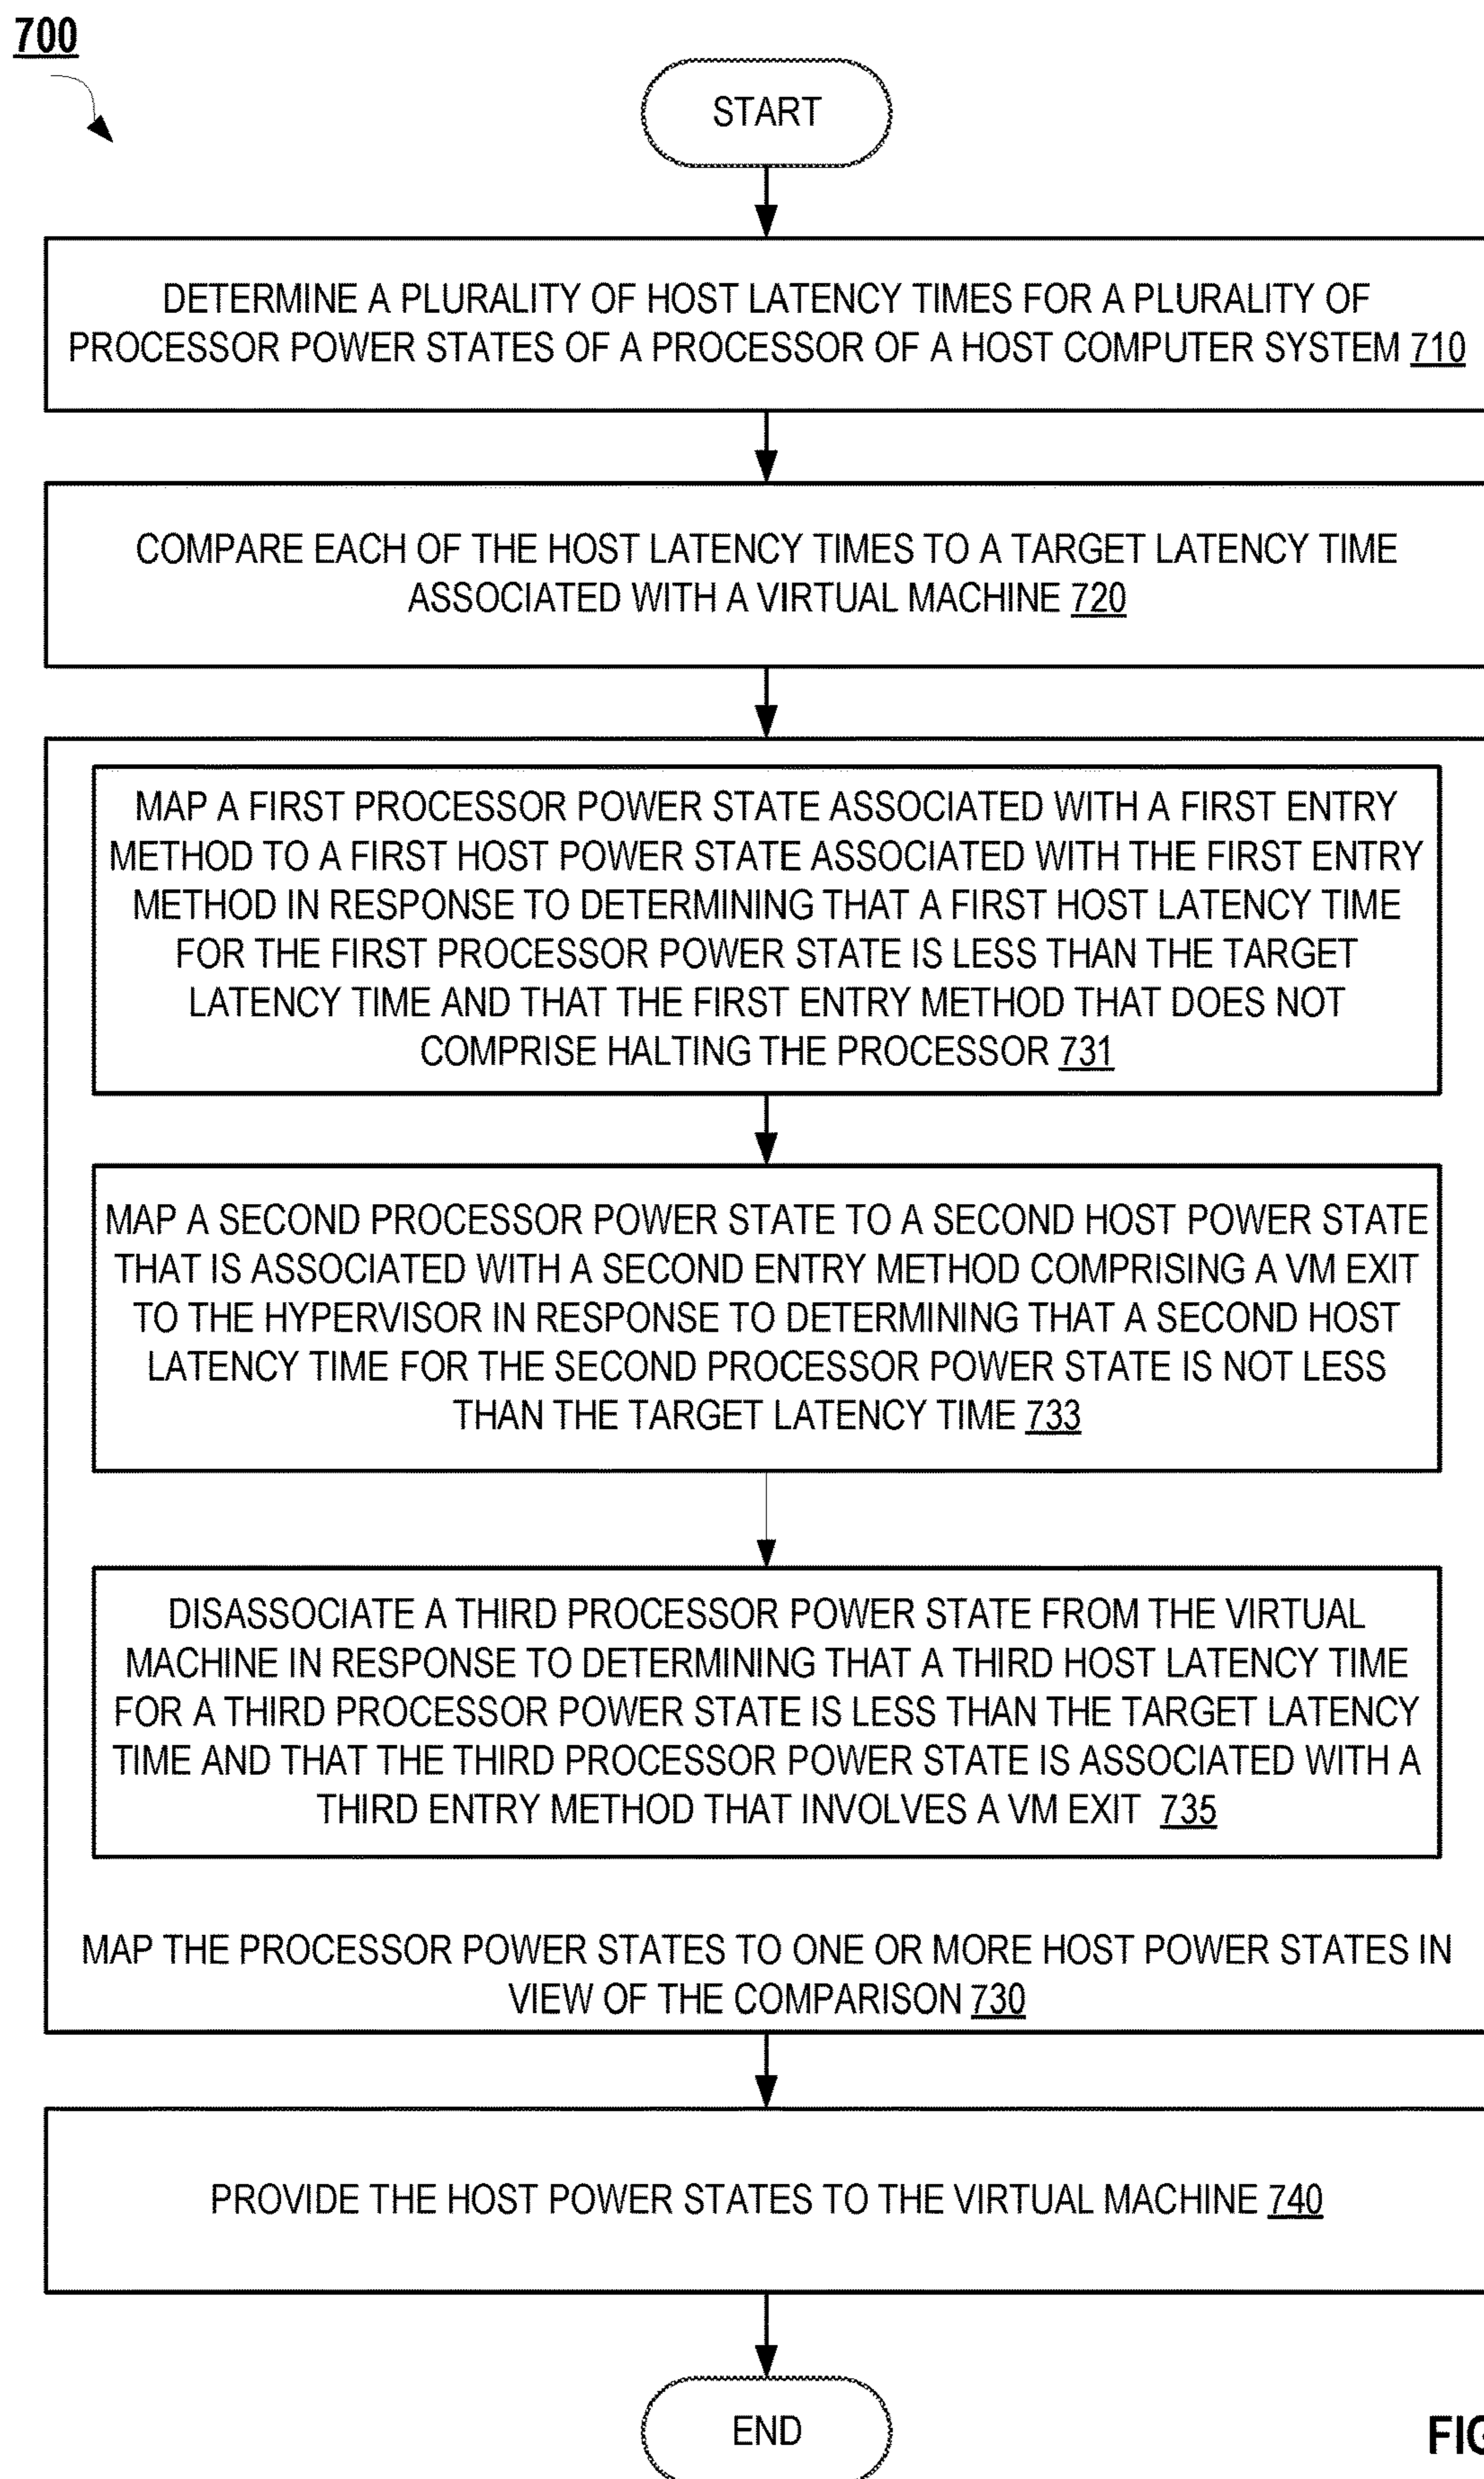 700
START
DETERMINE A PLURALITY OF HOST LATENCY TIMES FOR A PLURALITY OF
PROCESSOR POWER STATES OF A PROCESSOR OF A HOST COMPUTER SYSTEM 710
COMPARE EACH OF THE HOST LATENCY TIMES TO A TARGET LATENCY TIME
ASSOCIATED WITH A VIRTUAL MACHINE 720
MAP A FIRST PROCESSOR POWER STATE ASSOCIATED WITH A FIRST ENTRY
METHOD TO A FIRST HOST POWER STATE ASSOCIATED WITH THE FIRST ENTRY
METHOD IN RESPONSE TO DETERMINING THAT A FIRST HOST LATENCY TIME
FOR THE FIRST PROCESSOR POWER STATE IS LESS THAN THE TARGET
LATENCY TIME AND THAT THE FIRST ENTRY METHOD THAT DOES NOT
COMPRISE HALTING THE PROCESSOR 731
MAP A SECOND PROCESSOR POWER STATE TO A SECOND HOST POWER STATE
THAT IS ASSOCIATED WITH A SECOND ENTRY METHOD COMPRISING A VM EXIT
TO THE HYPERVISOR IN RESPONSE TO DETERMINING THAT A SECOND HOST
LATENCY TIME FOR THE SECOND PROCESSOR POWER STATE IS NOT LESS
THAN THE TARGET LATENCY TIME 733
DISASSOCIATE A THIRD PROCESSOR POWER STATE FROM THE VIRTUAL
MACHINE IN RESPONSE TO DETERMINING THAT A THIRD HOST LATENCY TIME
FOR A THIRD PROCESSOR POWER STATE IS LESS THAN THE TARGET LATENCY
TIME AND THAT THE THIRD PROCESSOR POWER STATE IS ASSOCIATED WITH A
THIRD ENTRY METHOD THAT INVOLVES A VM EXIT 735
MAP THE PROCESSOR POWER STATES TO ONE OR MORE HOST POWER STATES IN
VIEW OF THE COMPARISON 730
PROVIDE THE HOST POWER STATES TO THE VIRTUAL MACHINE 740
END